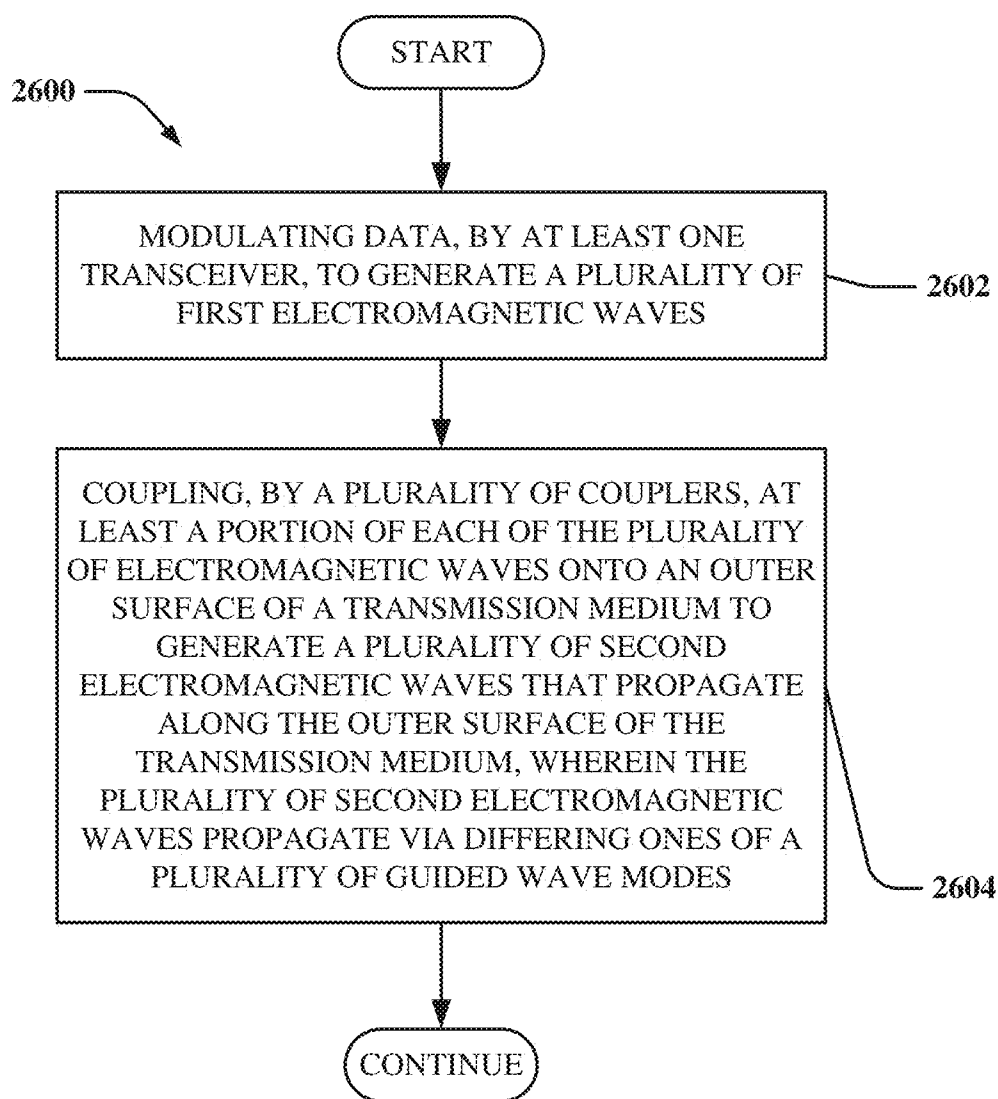 START
2600
MODULATING DATA, BY AT LEAST ONE
TRANSCEIVER, TO GENERATE A PLURALITY OF
FIRST ELECTROMAGNETIC WAVES
2602
COUPLING, BY A PLURALITY OF COUPLERS, AT
LEAST A PORTION OF EACH OF THE PLURALITY
OF ELECTROMAGNETIC WAVES ONTO AN OUTER
SURFACE OF A TRANSMISSION MEDIUM TO
GENERATE A PLURALITY OF SECOND
ELECTROMAGNETIC WAVES THAT PROPAGATE
ALONG THE OUTER SURFACE OF THE
TRANSMISSION MEDIUM, WHEREIN THE
PLURALITY OF SECOND ELECTROMAGNETIC
WAVES PROPAGATE VIA DIFFERING ONES OF A
PLURALITY OF GUIDED WAVE MODES
2604
CONTINUE